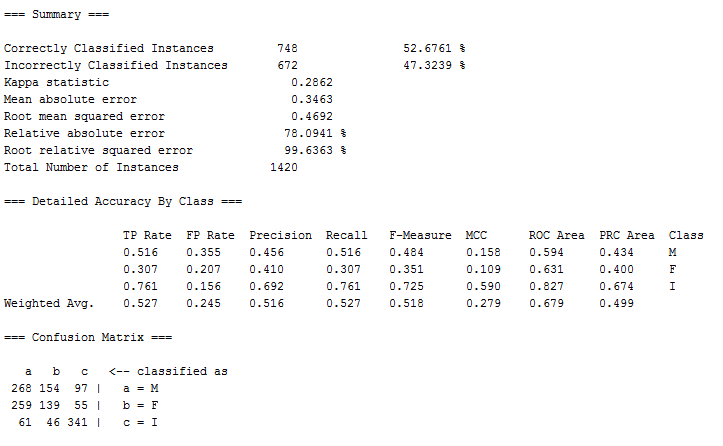 === Summary ===
Correctly Classified Instances 748 52.6761 %
Incorrectly Classified Instances 672 47.3239 %
Kappa statistic 0.2862
Mean absolute error 0.3463
Root mean squared error 0.4692
Relative absolute error 78.0941 %
Root relative squared error 99.6363 %
Total Number of Instances 1420
=== Detailed Accuracy By Class ===
TP Rate FP Rate Precision Recall F-Measure MCC ROC Area PRC Area Class
0.516 0.355 0.456 0.516 0.484 0.158 0.594 0.434 M
0.307 0.207 0.410 0.307 0.351 0.109 0.631 0.400 F
0.761 0.156 0.692 0.761 0.725 0.590 0.827 0.674 I
Weighted Avg. 0.527 0.245 0.516 0.527 0.518 0.279 0.679 0.499
=== Confusion Matrix ===
a b c <-- classified as
268 154 97 | a = M
259 139 55 | b = F
61 46 341 | c = I